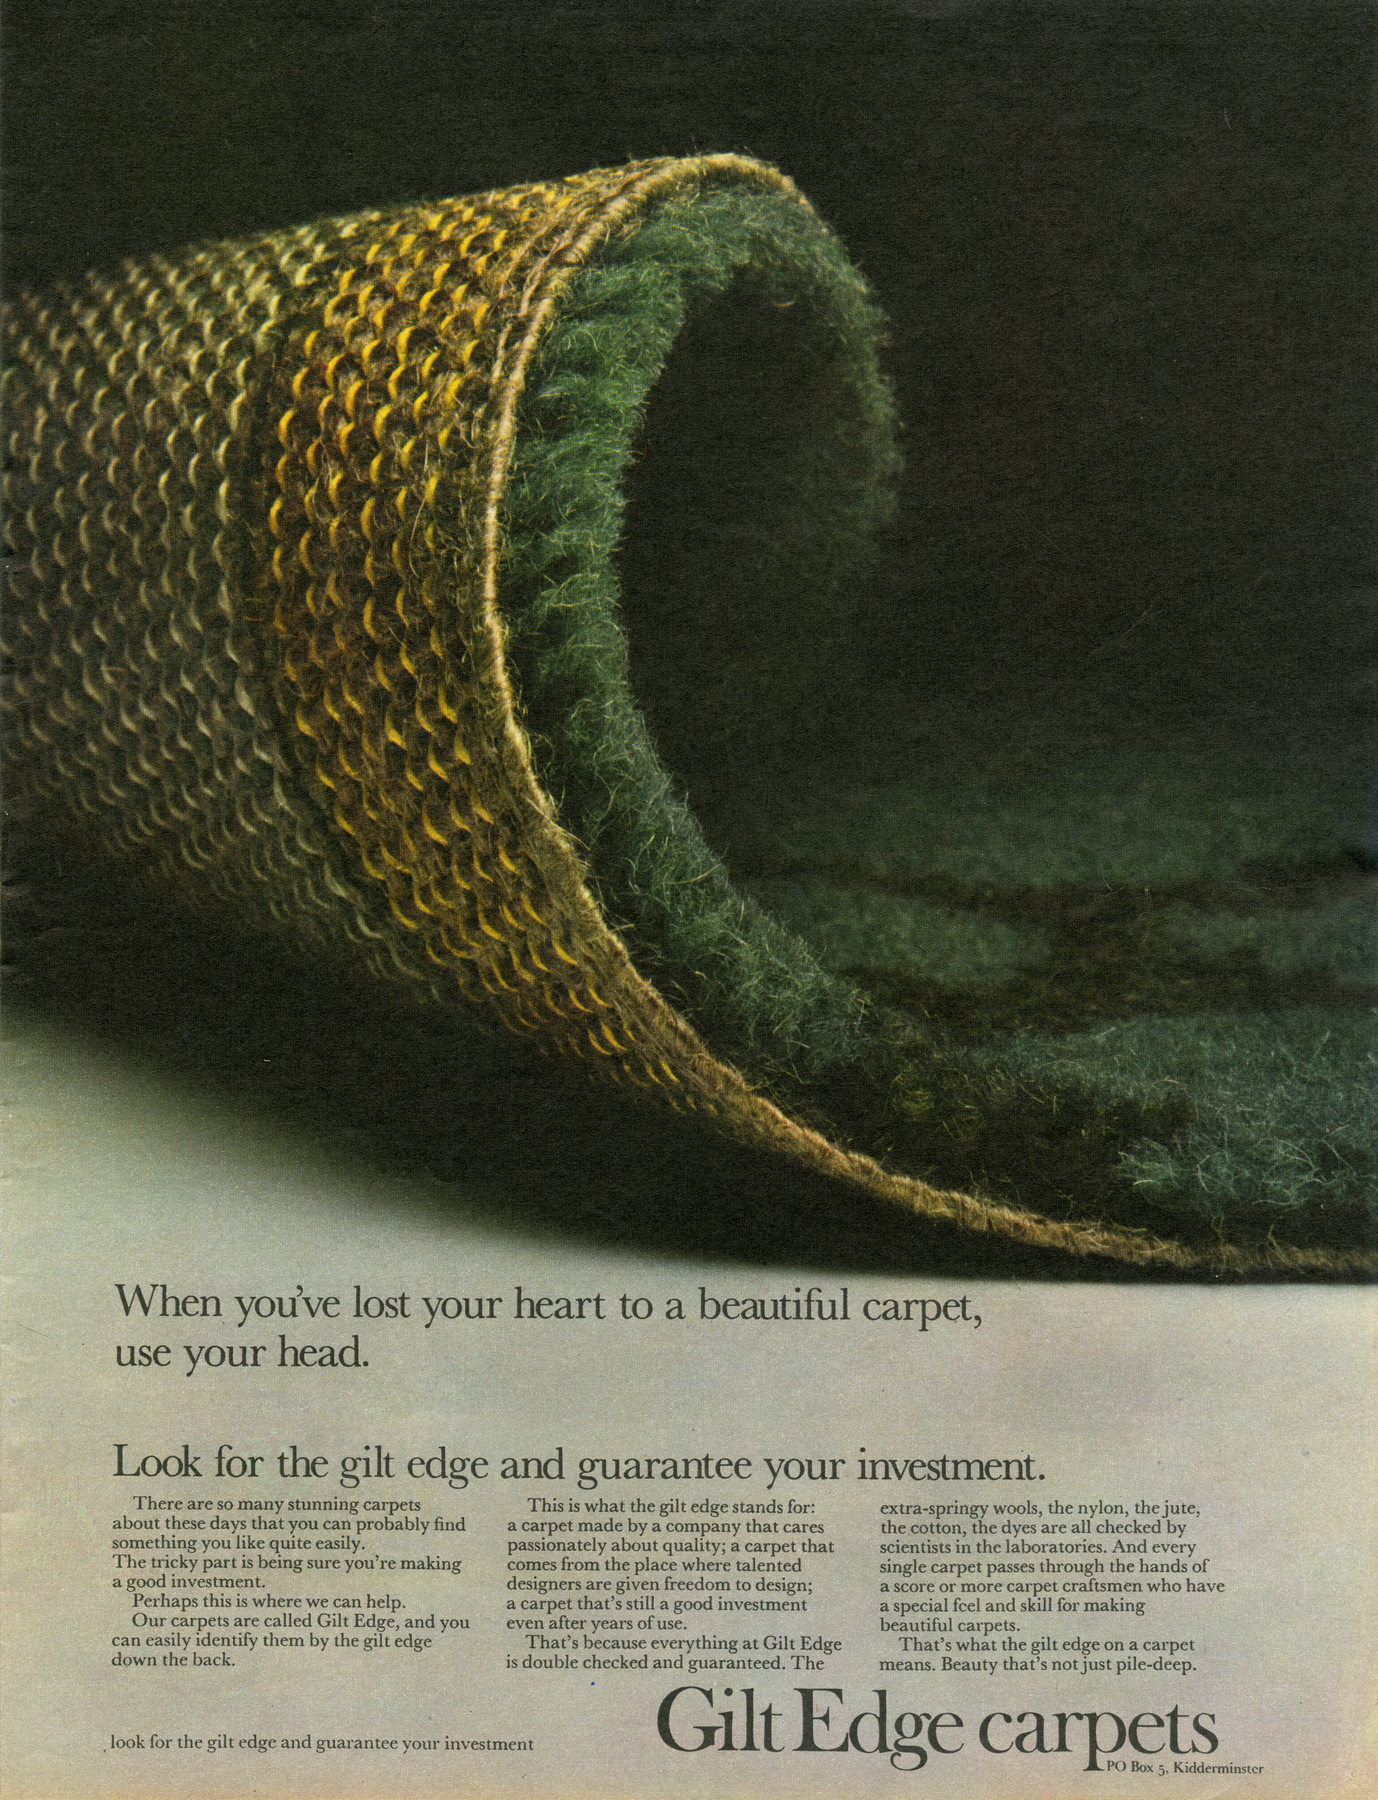 When you've lost your heart to a beautiful carpet,
use your head.
Look for the gilt edge and guarantee your investment.
There are so many stunning carpets
about these days that you can probably find
something you like quite easily.
The tricky part is being sure you're making
a good investment.
Perhaps this is where we can help.
Our carpets are called Gilt Edge, and you
can easily identify them by the gilt edge
down the back.
This is what the gilt edge stands for:
a carpet made by a company that cares
passionately about quality; a carpet that
comes from the place where talented
designers are given freedom to design;
a carpet that's still a good investment
even after years of use.
That's because everything at Gilt Edge
is double checked and guaranteed. The
extra-springy wools, the nylon, the jute,
the cotton, the dyes are all checked by
scientists in the laboratories. And every
single carpet passes through the hands of
a score or more carpet craftsmen who have
a special feel and skill for making
beautiful carpets.
That's what the gilt edge on a carpet
means. Beauty that's not just pile-deep.
look for the gilt edge and guarantee your investment
Gilt Edge carpets
PO Box 5, Kidderminster